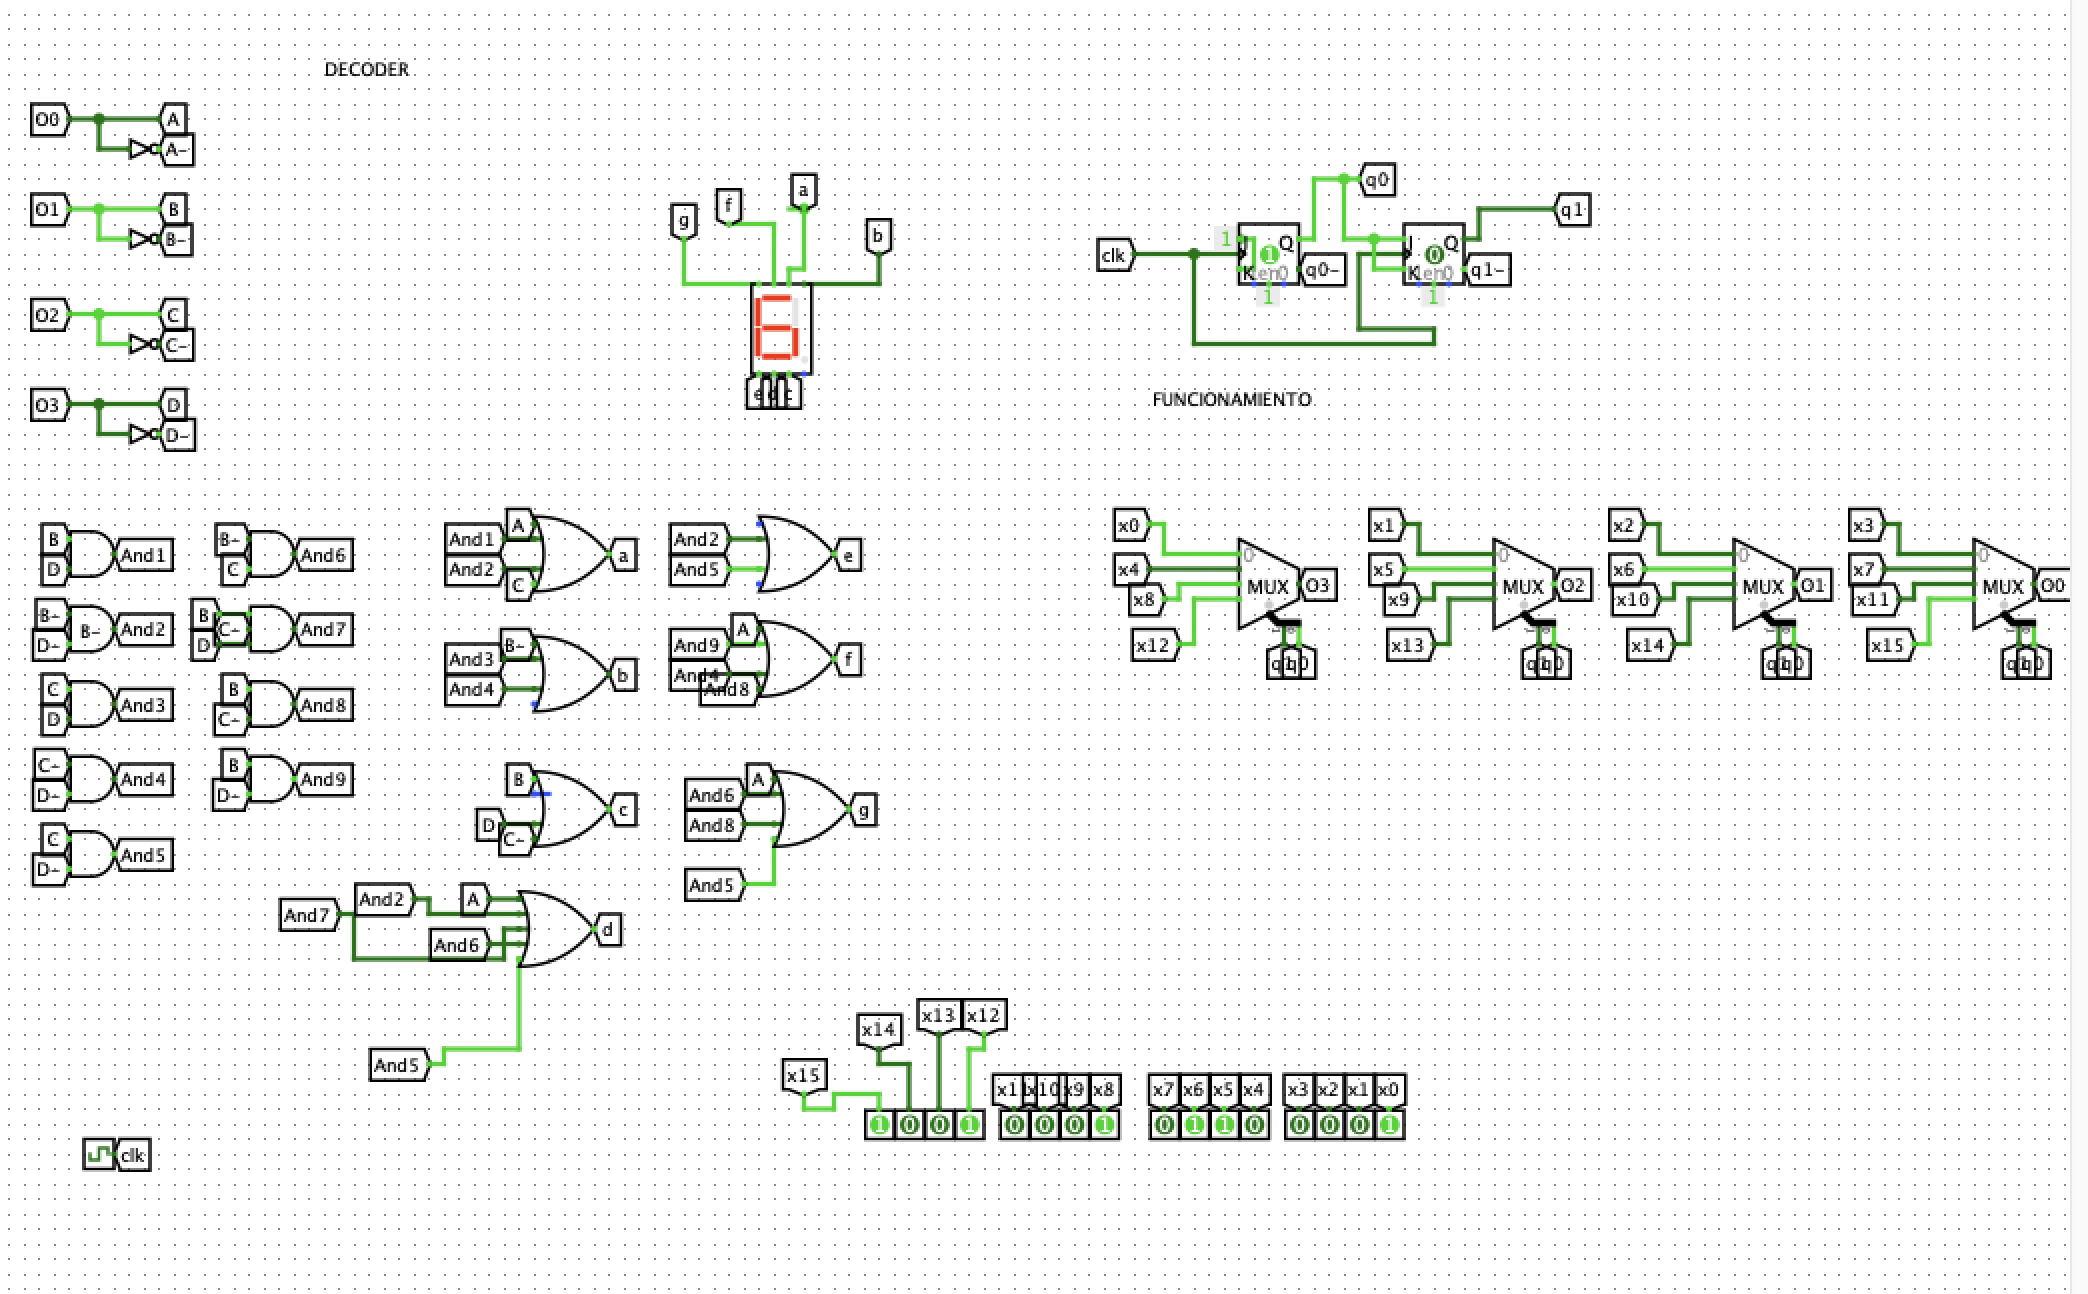 DECODER
O0 A
A-
O1 B
B-
O2 C
C-
O3 D
D-
g f a b
clk 1 K Q en0 1 q0 q0-
J K Q en0 1 q1 q1-
FUNCIONAMIENTO
B D And1
B- D- B- And2
C D And3
C- D- And4
C D- And5
B- C And6
B C- D And7
B C- And8
B D- And9
And1 A And2 C a
And3 B- And4 b
B D C- c
And7 And2 A And6 And5 d
And2 And5 e
And9 A And4 And8 f
And6 A And8 And5 g
x0 x4 x8 x12 0 MUX O3 q1 q0
x1 x5 x9 x13 0 MUX O2 q1 q0
x2 x6 x10 x14 0 MUX O1 q1 q0
x3 x7 x11 x15 0 MUX O0 q1 q0
x15 x14 x13 x12
1 0 0 1
x1 x10 x9 x8
0 0 0 1
x7 x6 x5 x4
0 1 1 0
x3 x2 x1 x0
0 0 0 1
clk